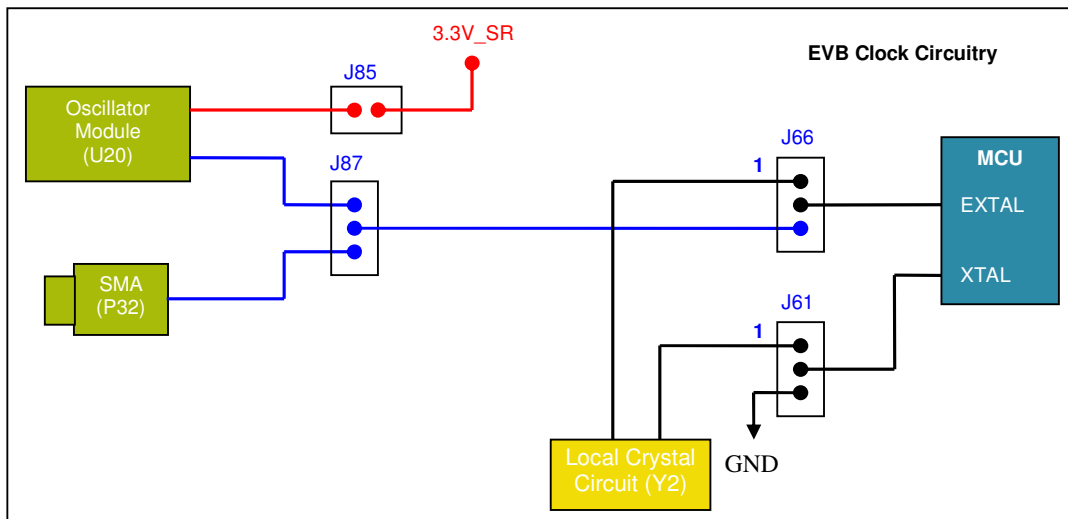 3.3V_SR
EVB Clock Circuitry
J85
Oscillator
Module
(U20)
J87
J66
1
MCU
EXTAL
XTAL
SMA
(P32)
J61
1
GND
Local Crystal
Circuit (Y2)